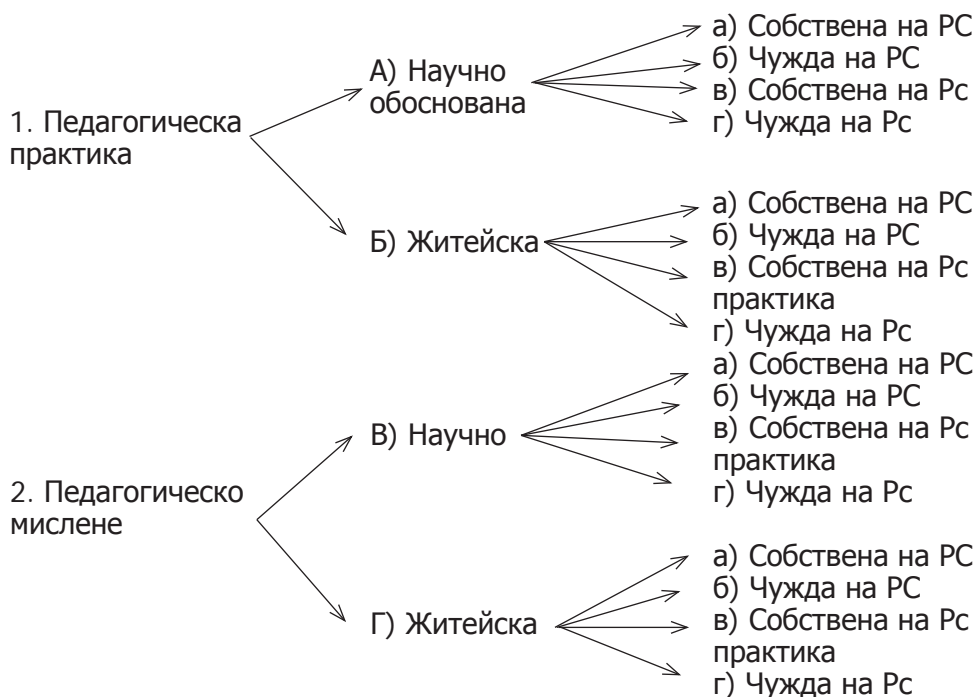 1. Педагогическа
практика
А) Научно
обоснована
а) Собствена на РС
б) Чужда на РС
в) Собствена на Рс
г) Чужда на Рс
Б) Житейска
а) Собствена на РС
б) Чужда на РС
в) Собствена на Рс
практика
г) Чужда на Рс
2. Педагогическо
мислене
В) Научно
а) Собствена на РС
б) Чужда на РС
в) Собствена на Рс
практика
г) Чужда на Рс
Г) Житейска
а) Собствена на РС
б) Чужда на РС
в) Собствена на Рс
практика
г) Чужда на Рс